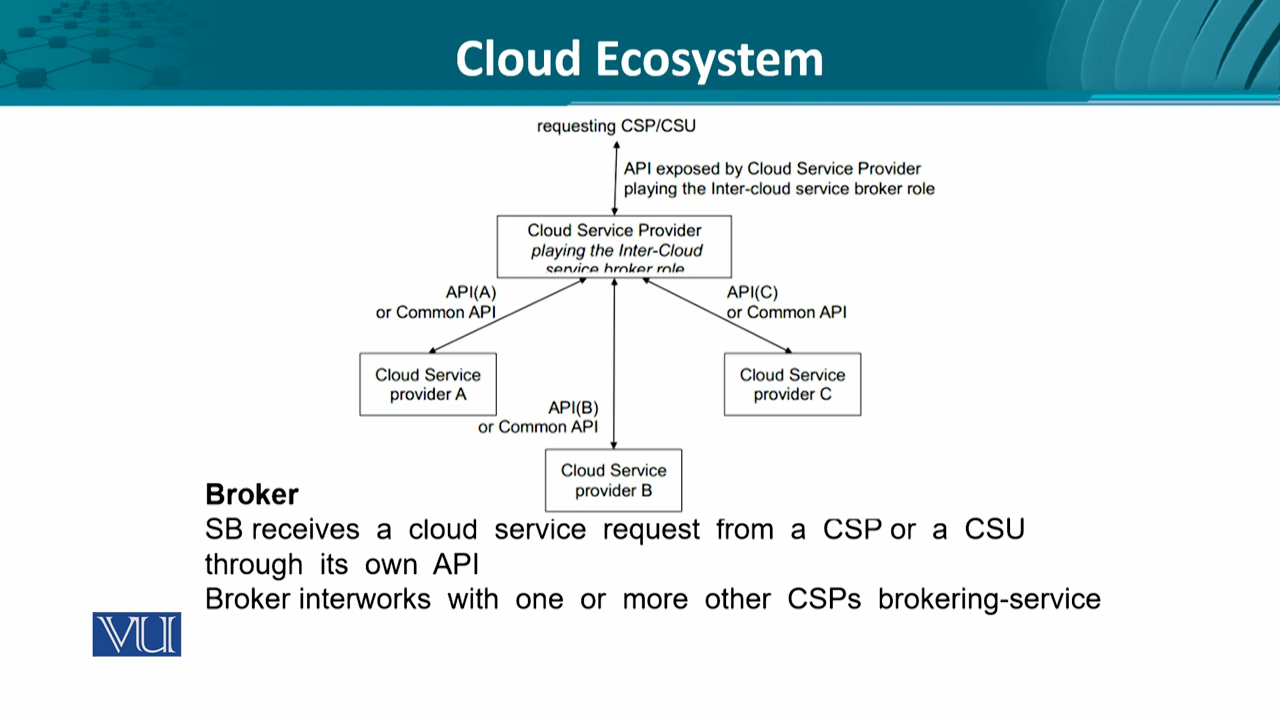 Cloud Ecosystem
requesting CSP/CSU
API exposed by Cloud Service Provider
playing the Inter-cloud service broker role
Cloud Service Provider
playing the Inter-Cloud
service broker role
API(A)
or Common API
API(C)
or Common API
Cloud Service
provider A
Cloud Service
provider C
API(B)
or Common API
Cloud Service
provider B
Broker
SB receives a cloud service request from a CSP or a CSU
through its own API
Broker interworks with one or more other CSPs brokering-service
VU